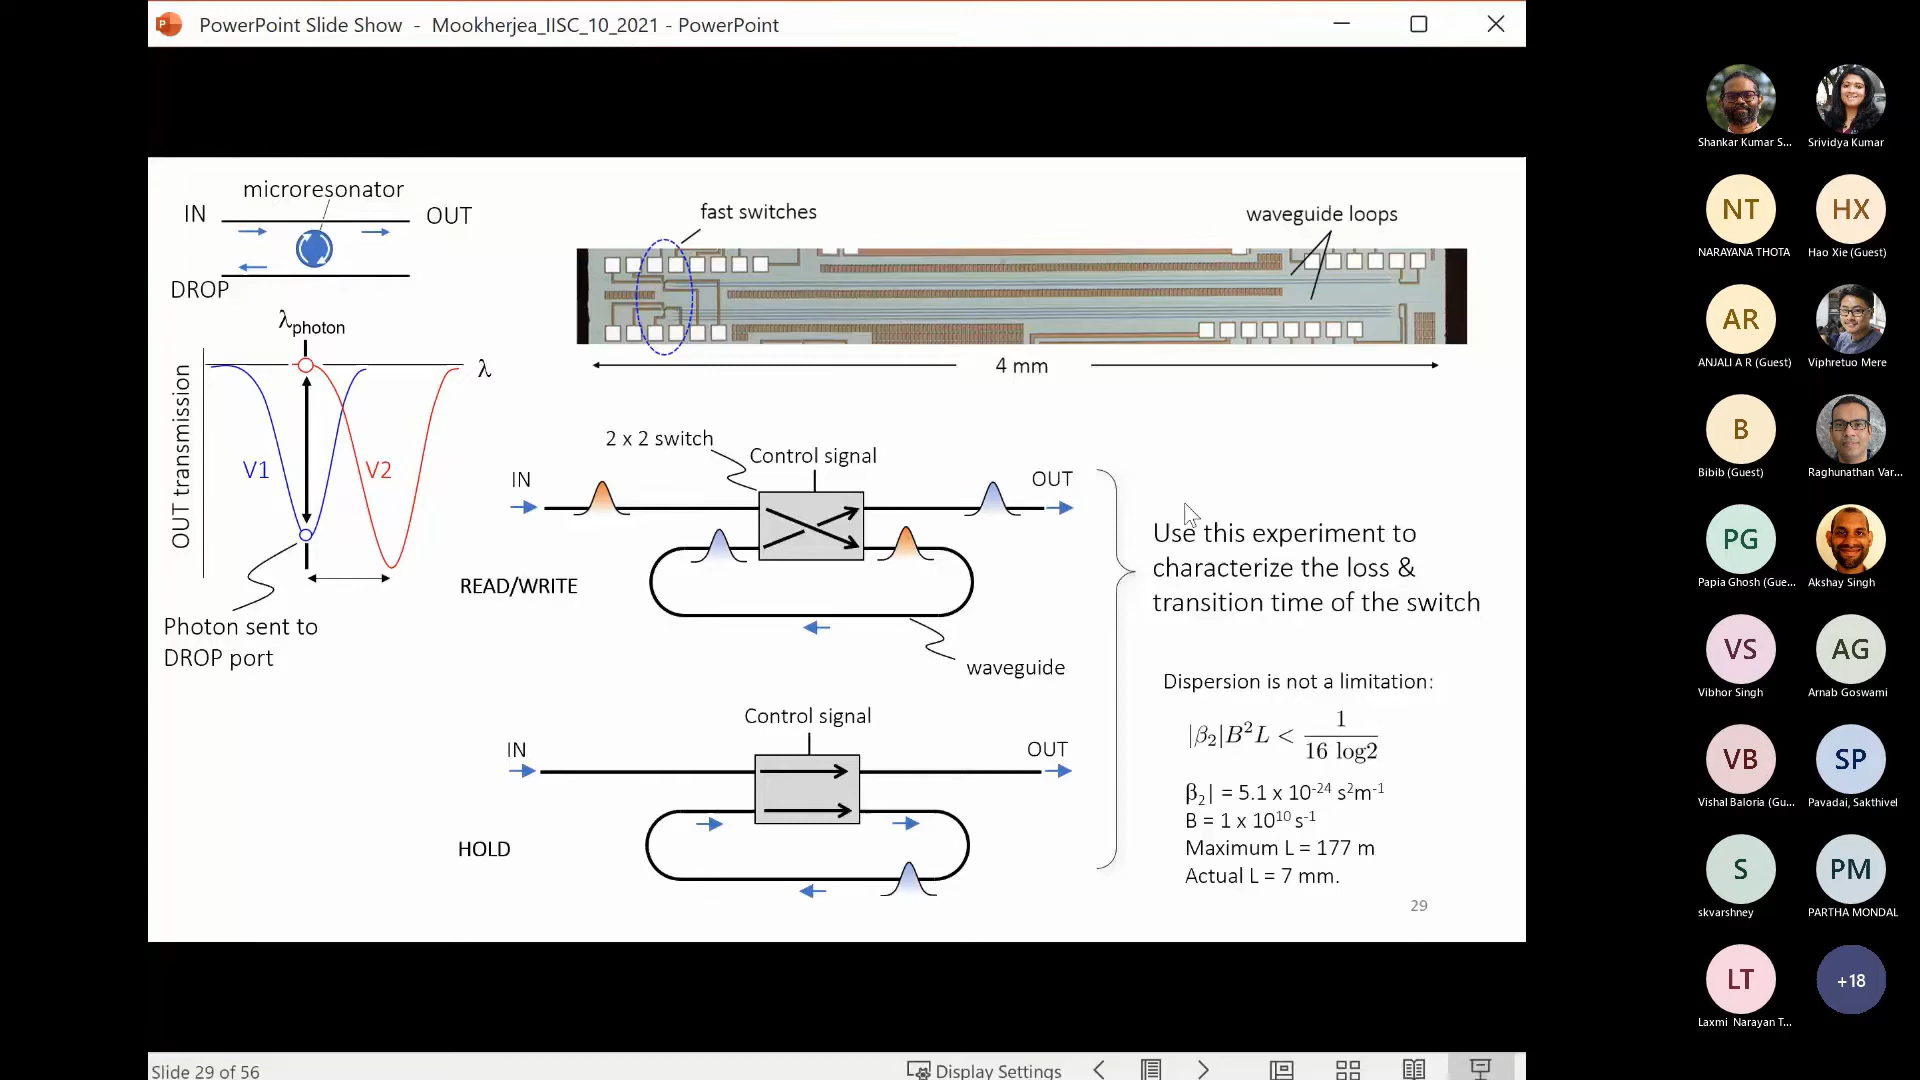 PowerPoint Slide Show - Mookherjea_IISC_10_2021 - PowerPoint
microresonator
IN
OUT
DROP
λphoton
λ
OUT transmission
V1
V2
Photon sent to
DROP port
fast switches
waveguide loops
4 mm
2 x 2 switch
Control signal
IN
OUT
READ/WRITE
waveguide
Control signal
IN
OUT
HOLD
Use this experiment to
characterize the loss &
transition time of the switch
Dispersion is not a limitation:
|β₂|B²L < 1 / 16 log2
β₂| = 5.1 x 10⁻²⁴ s²m⁻¹
B = 1 x 10¹⁰ s⁻¹
Maximum L = 177 m
Actual L = 7 mm.
29
Slide 29 of 56
Display Settings
Shankar Kumar S...
Srividya Kumar
NT
HX
NARAYANA THOTA
Hao Xie (Guest)
AR
ANJALI A R (Guest)
Viphretuo Mere
B
Bibib (Guest)
Raghunathan Var...
PG
Papia Ghosh (Gue...
Akshay Singh
VS
AG
Vibhor Singh
Arnab Goswami
VB
SP
Vishal Baloria (Gu...
Pavadai, Sakthivel
S
PM
skvarshney
PARTHA MONDAL
LT
+18
Laxmi Narayan T...